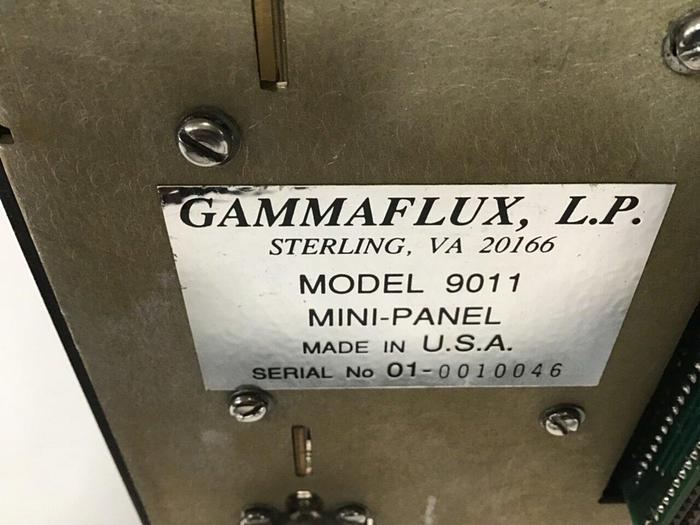 GAMMAFLUX, L.P.
STERLING, VA 20166
MODEL 9011
MINI-PANEL
MADE IN U.S.A.
SERIAL No 01-0010046